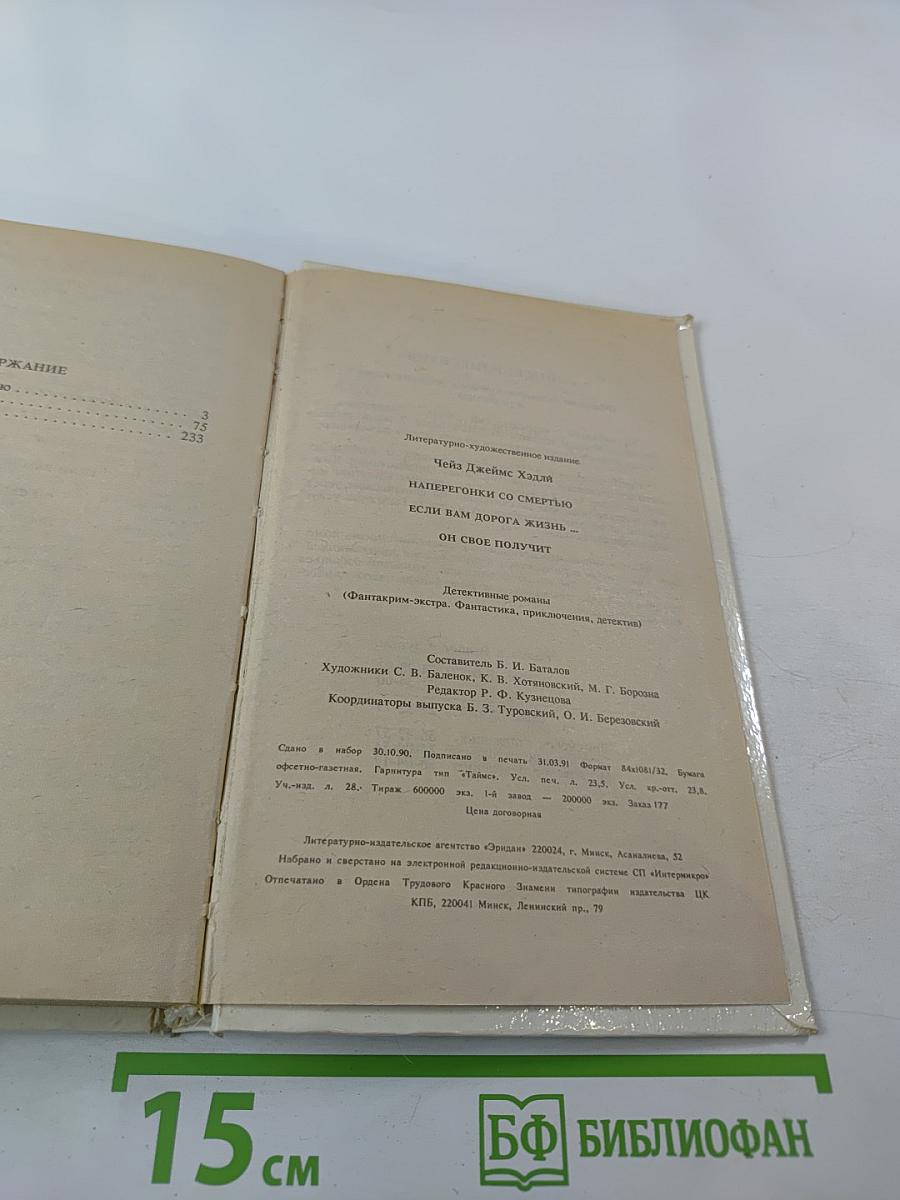 РЖАНИЕ
ю . . . . . . . . . . . . . . . . . . . . . . . . 3
. . . . . . . . . . . . . . . . . . . . . . . . . 75
. . . . . . . . . . . . . . . . . . . . . . . . . 233
Литературно-художественное издание
Чейз Джеймс Хэдли
НАПЕРЕГОНКИ СО СМЕРТЬЮ
ЕСЛИ ВАМ ДОРОГА ЖИЗНЬ ...
ОН СВОЕ ПОЛУЧИТ
Детективные романы
(Фантакрим-экстра. Фантастика, приключения, детектив)
Составитель Б. И. Баталов
Художники С. В. Баленок, К. В. Хотяновский, М. Г. Борозна
Редактор Р. Ф. Кузнецова
Координаторы выпуска Б. З. Туровский, О. И. Березовский
Сдано в набор 30.10.90. Подписано в печать 31.03.91 Формат 84х1081/32. Бумага
офсетно-газетная. Гарнитура тип «Таймс». Усл. печ. л. 23,5. Усл. кр.-отт. 23,8.
Уч.-изд. л. 28. Тираж 600000 экз. 1-й завод — 200000 экз. Заказ 177
Цена договорная
Литературно-издательское агентство «Эридан» 220024, г. Минск, Асаналиева, 52
Набрано и сверстано на электронной редакционно-издательской системе СП «Интермикро»
Отпечатано в Ордена Трудового Красного Знамени типографии издательства ЦК
КПБ, 220041 Минск, Ленинский пр., 79
15 см
БФ БИБЛИОФАН